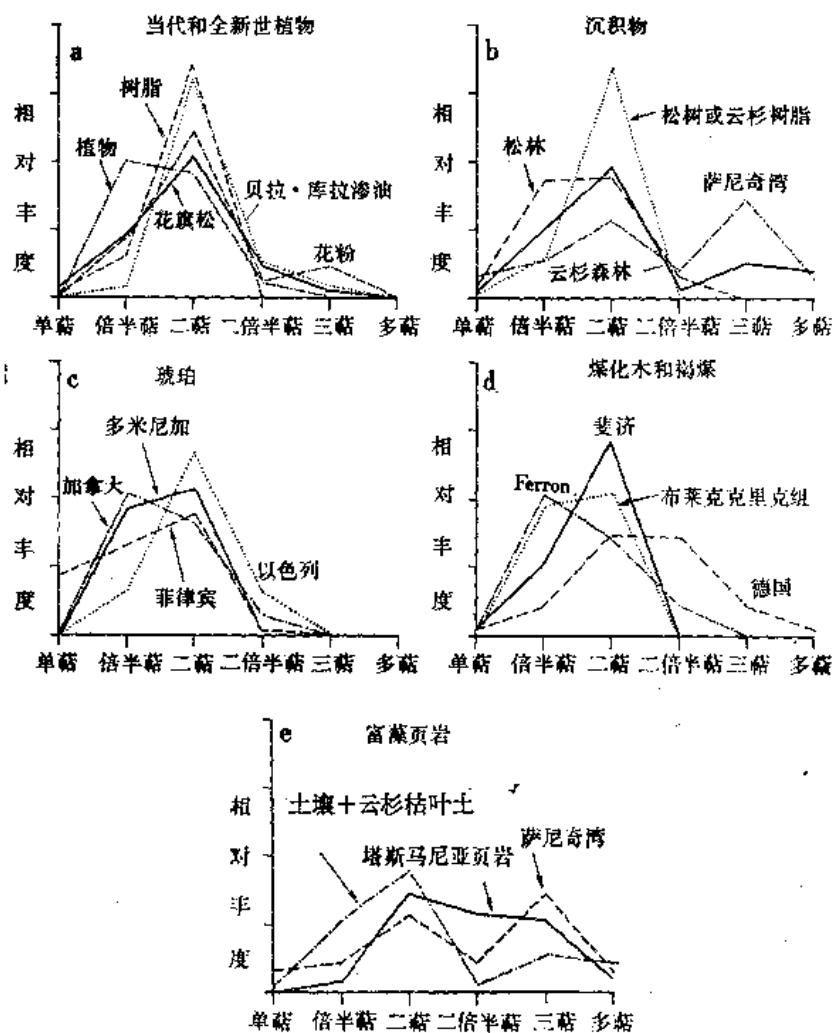 a
当代和全新世植物
树脂
植物
花旗松
贝拉·库拉渗油
花粉
相
对
丰
度
单萜 倍半萜 二萜 二倍半萜 三萜 多萜
b
沉积物
松树或云杉树脂
松林
萨尼奇湾
云杉森林
相
对
丰
度
单萜 倍半萜 二萜 二倍半萜 三萜 多萜
c
琥珀
多米尼加
加拿大
菲律宾
以色列
相
对
丰
度
单萜 倍半萜 二萜 二倍半萜 三萜 多萜
d
煤化木和褐煤
斐济
Ferron
布莱克克里克组
德国
相
对
丰
度
单萜 倍半萜 二萜 二倍半萜 三萜 多萜
e
富藻页岩
土壤+云杉枯叶土
塔斯马尼亚页岩
萨尼奇湾
相
对
丰
度
单萜 倍半萜 二萜 二倍半萜 三萜 多萜